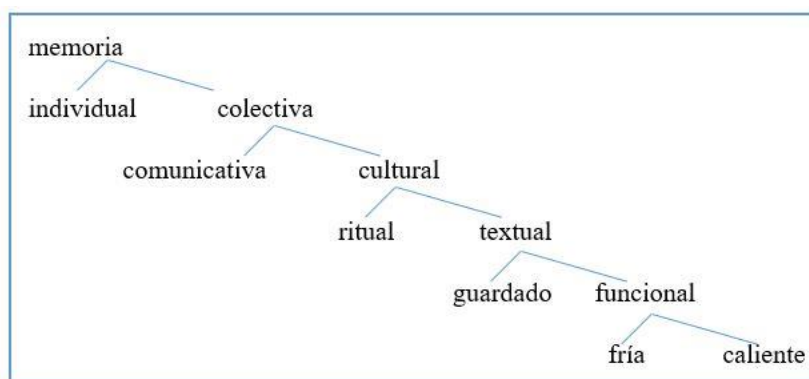 memoria
individual colectiva
comunicativa cultural
ritual textual
guardado funcional
fría caliente